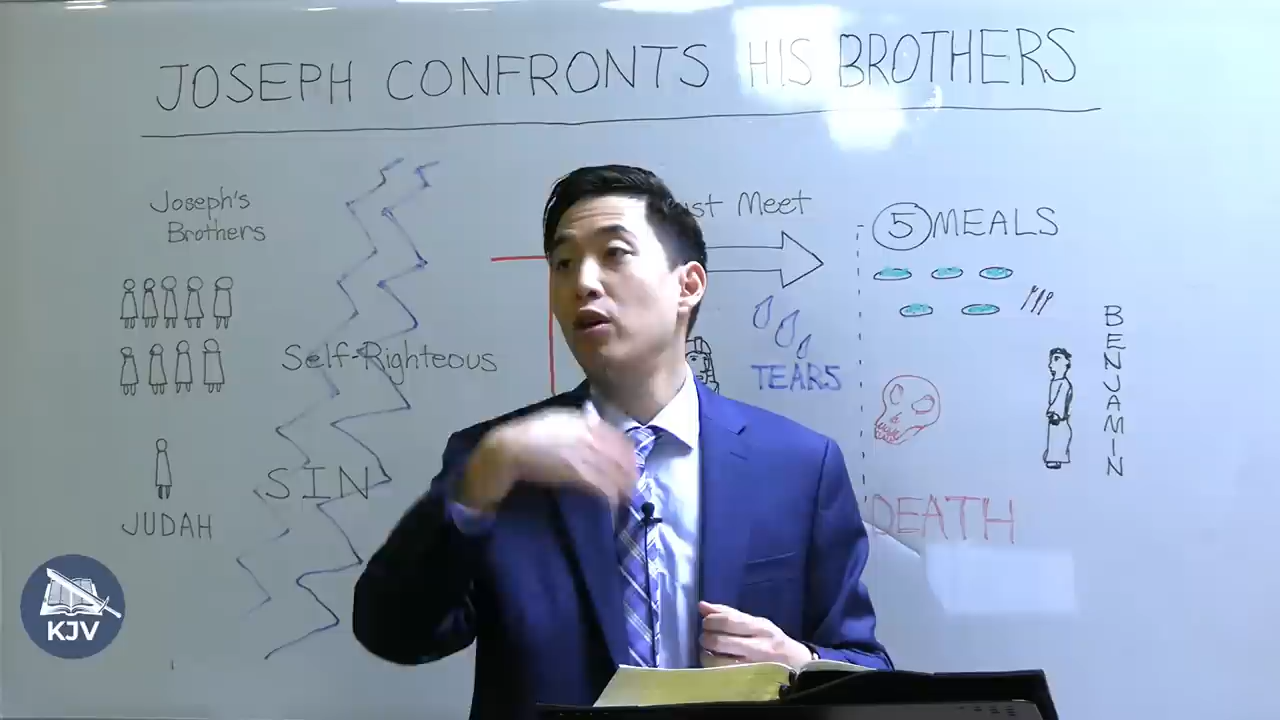 JOSEPH CONFRONTS HIS BROTHERS
Joseph's
Brothers
Self-Righteous
SIN
JUDAH
Meet
TEARS
5 MEALS
BENJAMIN
DEATH
KJV